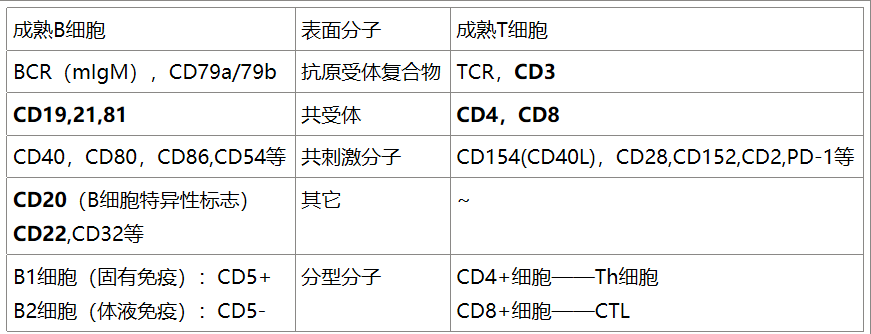 成熟B细胞 表面分子 成熟T细胞
BCR（mIgM），CD79a/79b 抗原受体复合物 TCR，CD3
CD19,21,81 共受体 CD4，CD8
CD40，CD80，CD86,CD54等 共刺激分子 CD154(CD40L)，CD28,CD152,CD2,PD-1等
CD20（B细胞特异性标志） 其它 ~
CD22,CD32等
B1细胞（固有免疫）：CD5+ 分型分子 CD4+细胞——Th细胞
B2细胞（体液免疫）：CD5- CD8+细胞——CTL